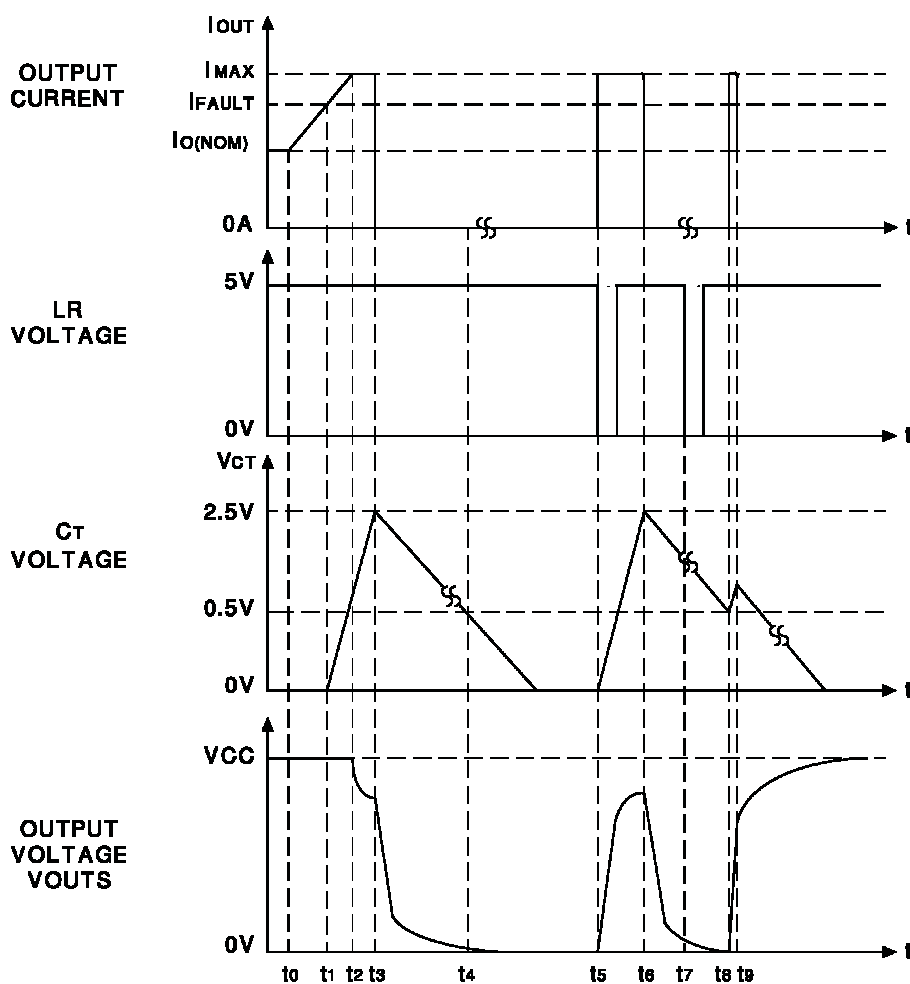 IOUT
OUTPUT
CURRENT
IMAX
IFAULT
IO(NOM)
0A
t
5V
LR
VOLTAGE
0V
t
VCT
2.5V
CT
VOLTAGE
0.5V
0V
t
VCC
OUTPUT
VOLTAGE
VOUTS
0V
t
t0 t1 t2 t3 t4 t5 t6 t7 t8 t9